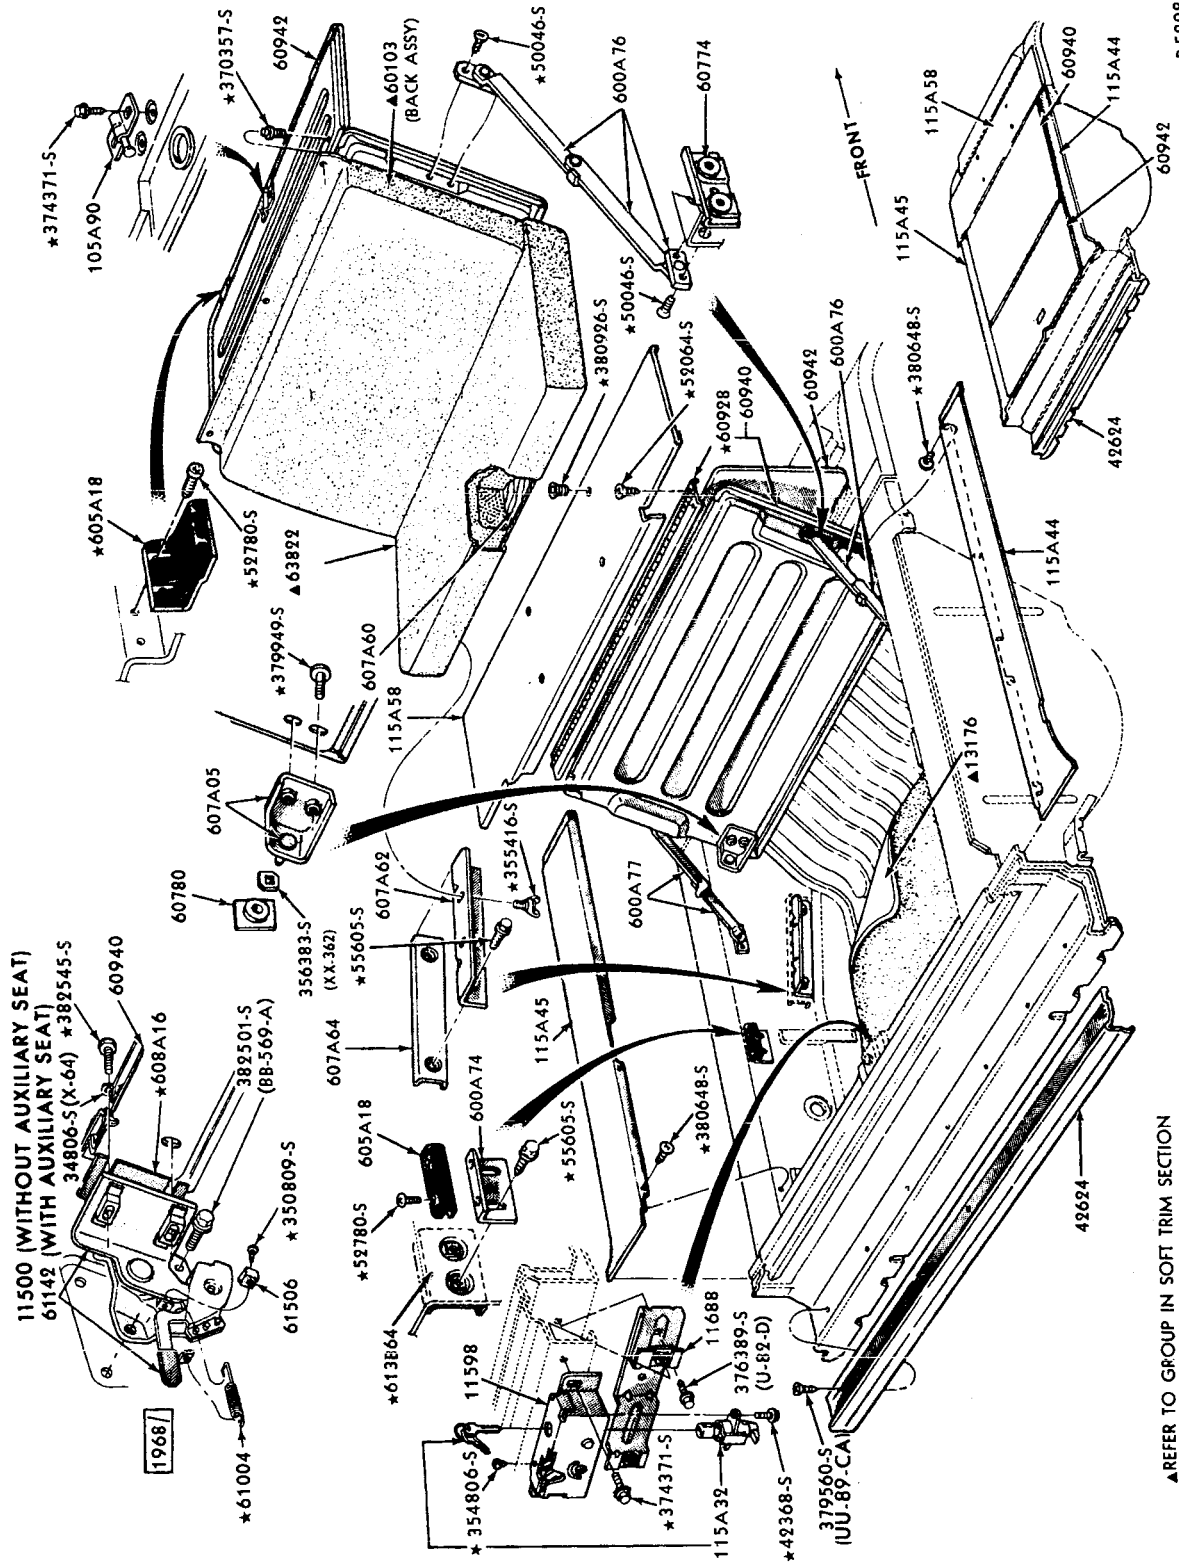 11500 (WITHOUT AUXILIARY SEAT)
61142 (WITH AUXILIARY SEAT)
34806-S (X-64)
★382545-S
60940
★608A16
382501-S
(BB-569-A)
★350809-S
61506
1968/
★61004
60780
607A05
356383-S
(XX-362)
★379949-S
★605A18
★52780-S
▲63822
607A60
115A58
★374371-S
105A90
★370357-S
60942
▲60103
(BACK ASSY)
★50046-S
600A76
60774
★50046-S
★380926-S
★52064-S
★60928
60940
60942
600A76
FRONT
607A64
607A62
★55605-S
★355416-S
115A45
600A77
605A18
★52780-S
600A74
★55605-S
★613B64
★380648-S
11598
★354806-S
11688
376389-S
(U-82-D)
★374371-S
115A32
★42368-S
379560-S
(UU-89-CA)
42624
▲13176
115A44
★380648-S
115A45
115A58
60940
115A44
60942
42624
▲REFER TO GROUP IN SOFT TRIM SECTION